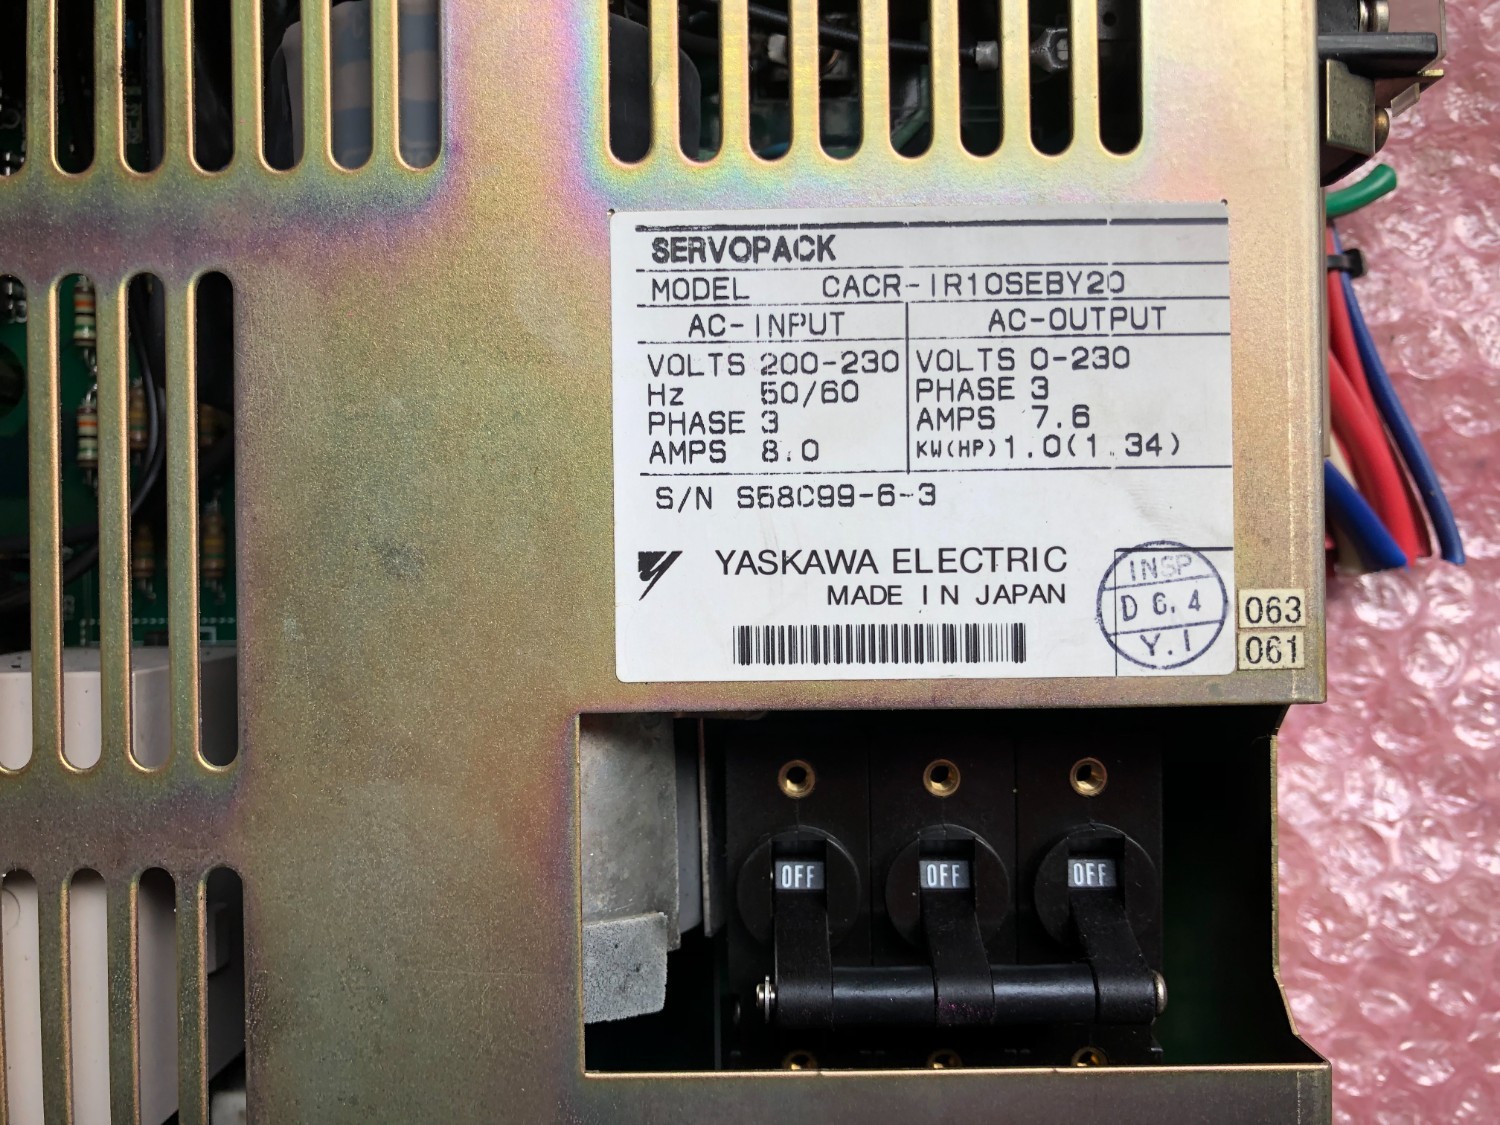 SERVOPACK
MODEL CACR-IR10SEBY20
AC-INPUT AC-OUTPUT
VOLTS 200-230 VOLTS 0-230
Hz 50/60 PHASE 3
PHASE 3 AMPS 7.6
AMPS 8.0 KW(HP) 1.0(1.34)
S/N S68C99-6-3
YASKAWA ELECTRIC
MADE IN JAPAN
INSP
D 6.4
Y.I
063
061
OFF OFF OFF